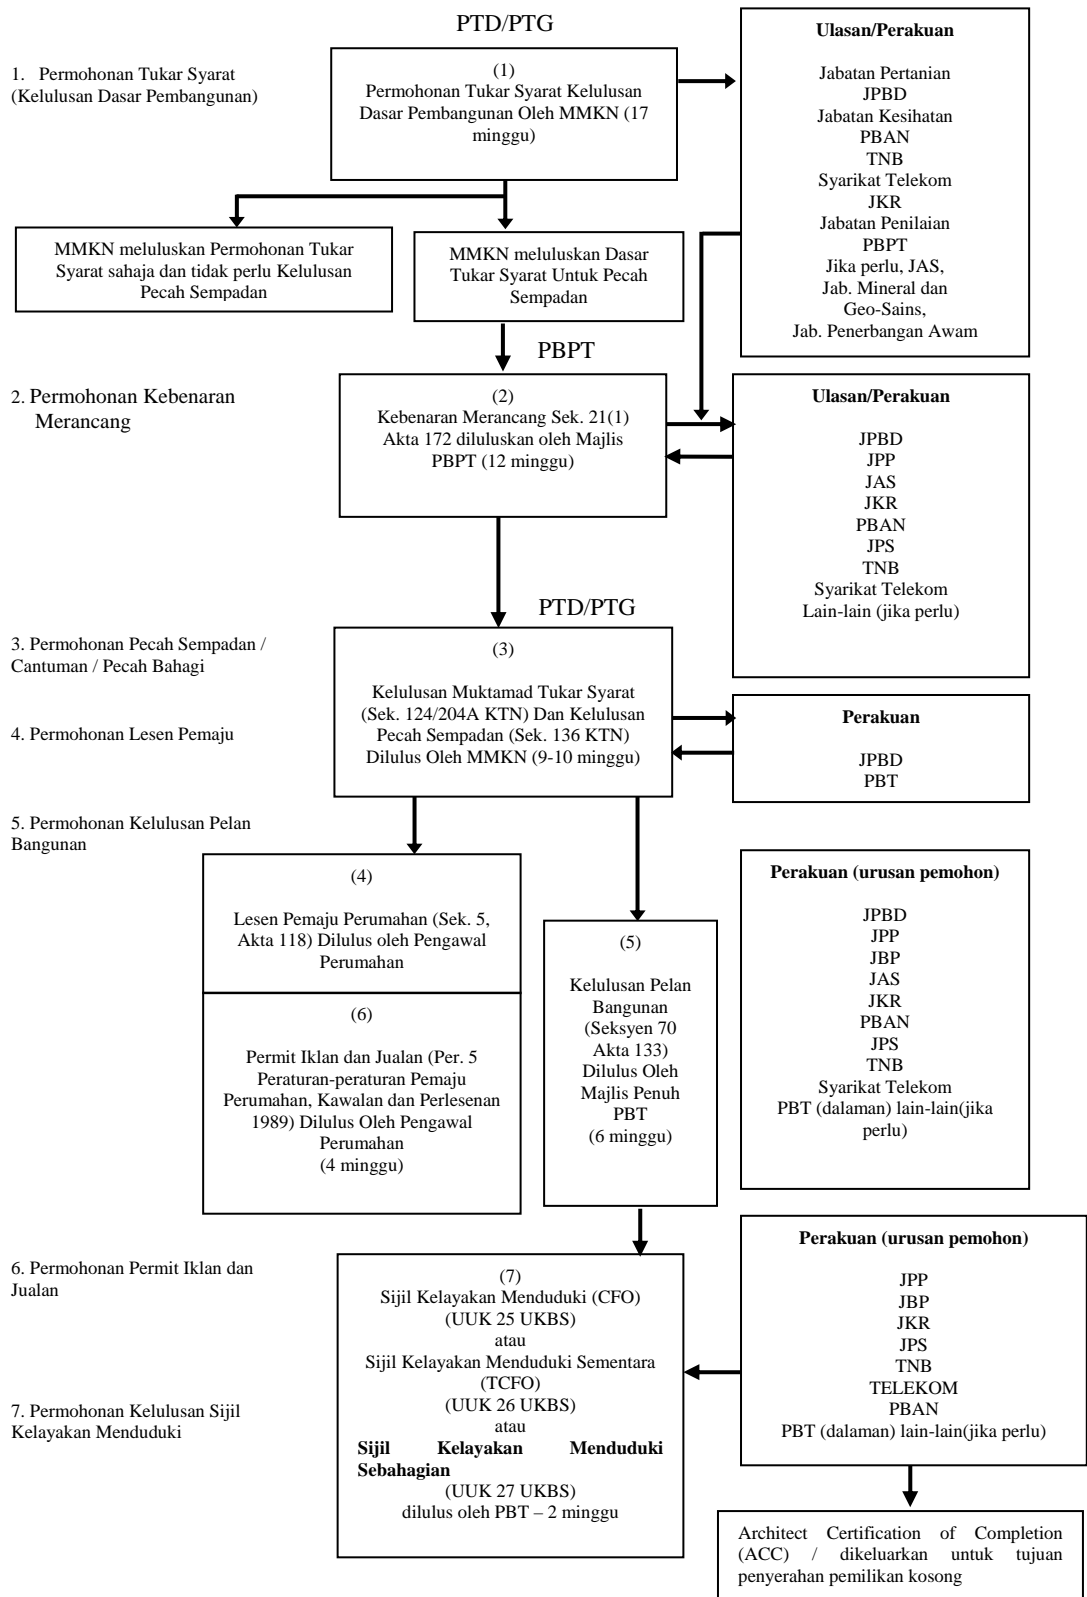 PTD/PTG
1. Permohonan Tukar Syarat
(Kelulusan Dasar Pembangunan)
(1)
Permohonan Tukar Syarat Kelulusan
Dasar Pembangunan Oleh MMKN (17
minggu)
Ulasan/Perakuan
Jabatan Pertanian
JPBD
Jabatan Kesihatan
PBAN
TNB
Syarikat Telekom
JKR
Jabatan Penilaian
PBPT
Jika perlu, JAS,
Jab. Mineral dan
Geo-Sains,
Jab. Penerbangan Awam
MMKN meluluskan Permohonan Tukar
Syarat sahaja dan tidak perlu Kelulusan
Pecah Sempadan
MMKN meluluskan Dasar
Tukar Syarat Untuk Pecah
Sempadan
PBPT
2. Permohonan Kebenaran
Merancang
(2)
Kebenaran Merancang Sek. 21(1)
Akta 172 diluluskan oleh Majlis
PBPT (12 minggu)
Ulasan/Perakuan
JPBD
JPP
JAS
JKR
PBAN
JPS
TNB
Syarikat Telekom
Lain-lain (jika perlu)
PTD/PTG
3. Permohonan Pecah Sempadan /
Cantuman / Pecah Bahagi
4. Permohonan Lesen Pemaju
(3)
Kelulusan Muktamad Tukar Syarat
(Sek. 124/204A KTN) Dan Kelulusan
Pecah Sempadan (Sek. 136 KTN)
Dilulus Oleh MMKN (9-10 minggu)
Perakuan
JPBD
PBT
5. Permohonan Kelulusan Pelan
Bangunan
(4)
Lesen Pemaju Perumahan (Sek. 5,
Akta 118) Dilulus oleh Pengawal
Perumahan
(6)
Permit Iklan dan Jualan (Per. 5
Peraturan-peraturan Pemaju
Perumahan, Kawalan dan Perlesenan
1989) Dilulus Oleh Pengawal
Perumahan
(4 minggu)
(5)
Kelulusan Pelan
Bangunan
(Seksyen 70
Akta 133)
Dilulus Oleh
Majlis Penuh
PBT
(6 minggu)
Perakuan (urusan pemohon)
JPBD
JPP
JBP
JAS
JKR
PBAN
JPS
TNB
Syarikat Telekom
PBT (dalaman) lain-lain(jika
perlu)
6. Permohonan Permit Iklan dan
Jualan
7. Permohonan Kelulusan Sijil
Kelayakan Menduduki
(7)
Sijil Kelayakan Menduduki (CFO)
(UUK 25 UKBS)
atau
Sijil Kelayakan Menduduki Sementara
(TCFO)
(UUK 26 UKBS)
atau
Sijil Kelayakan Menduduki
Sebahagian
(UUK 27 UKBS)
dilulus oleh PBT – 2 minggu
Perakuan (urusan pemohon)
JPP
JBP
JKR
JPS
TNB
TELEKOM
PBAN
PBT (dalaman) lain-lain(jika perlu)
Architect Certification of Completion
(ACC) / dikeluarkan untuk tujuan
penyerahan pemilikan kosong